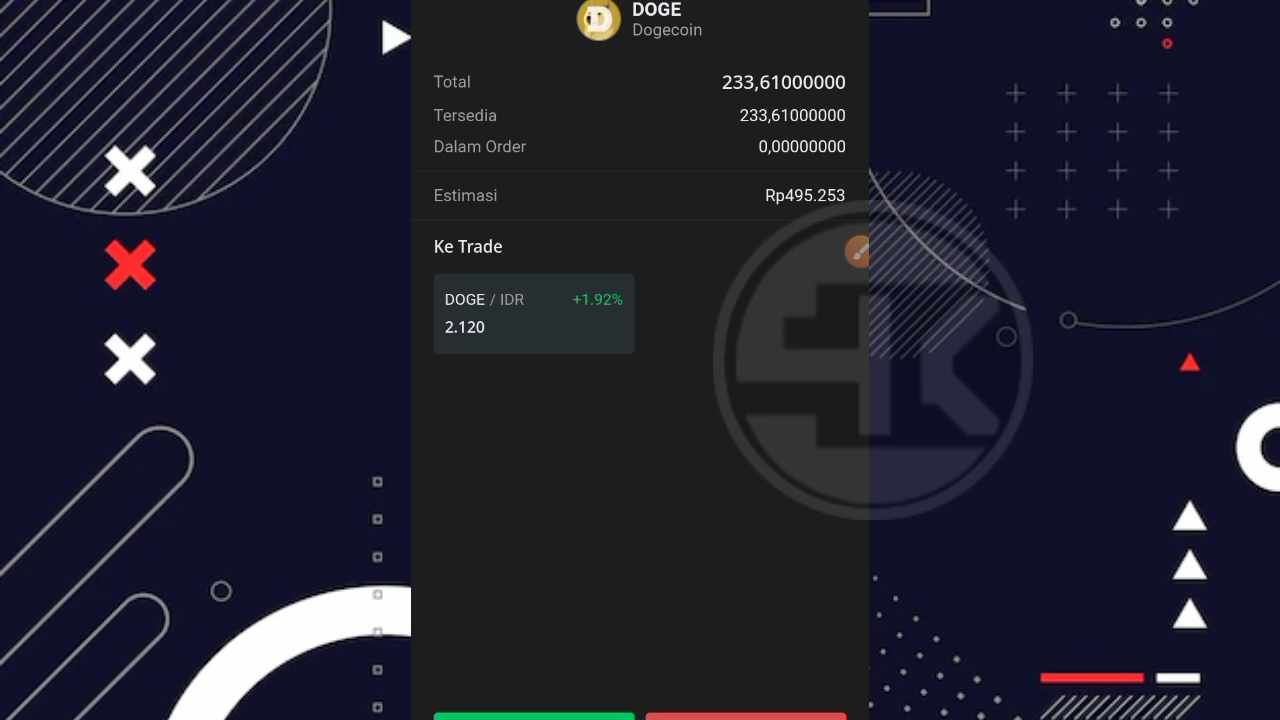 DOGE
Dogecoin
Total 233,61000000
Tersedia 233,61000000
Dalam Order 0,00000000
Estimasi Rp495.253
Ke Trade
DOGE / IDR +1.92%
2.120